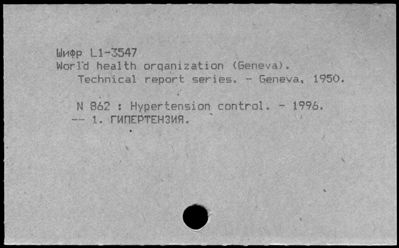 Шифр L1-3547
World health organization (Geneva).
Technical report series. - Geneva, 1950.
N 862 : Hypertension control. - 1996.
-- 1. ГИПЕРТЕНЗИЯ.